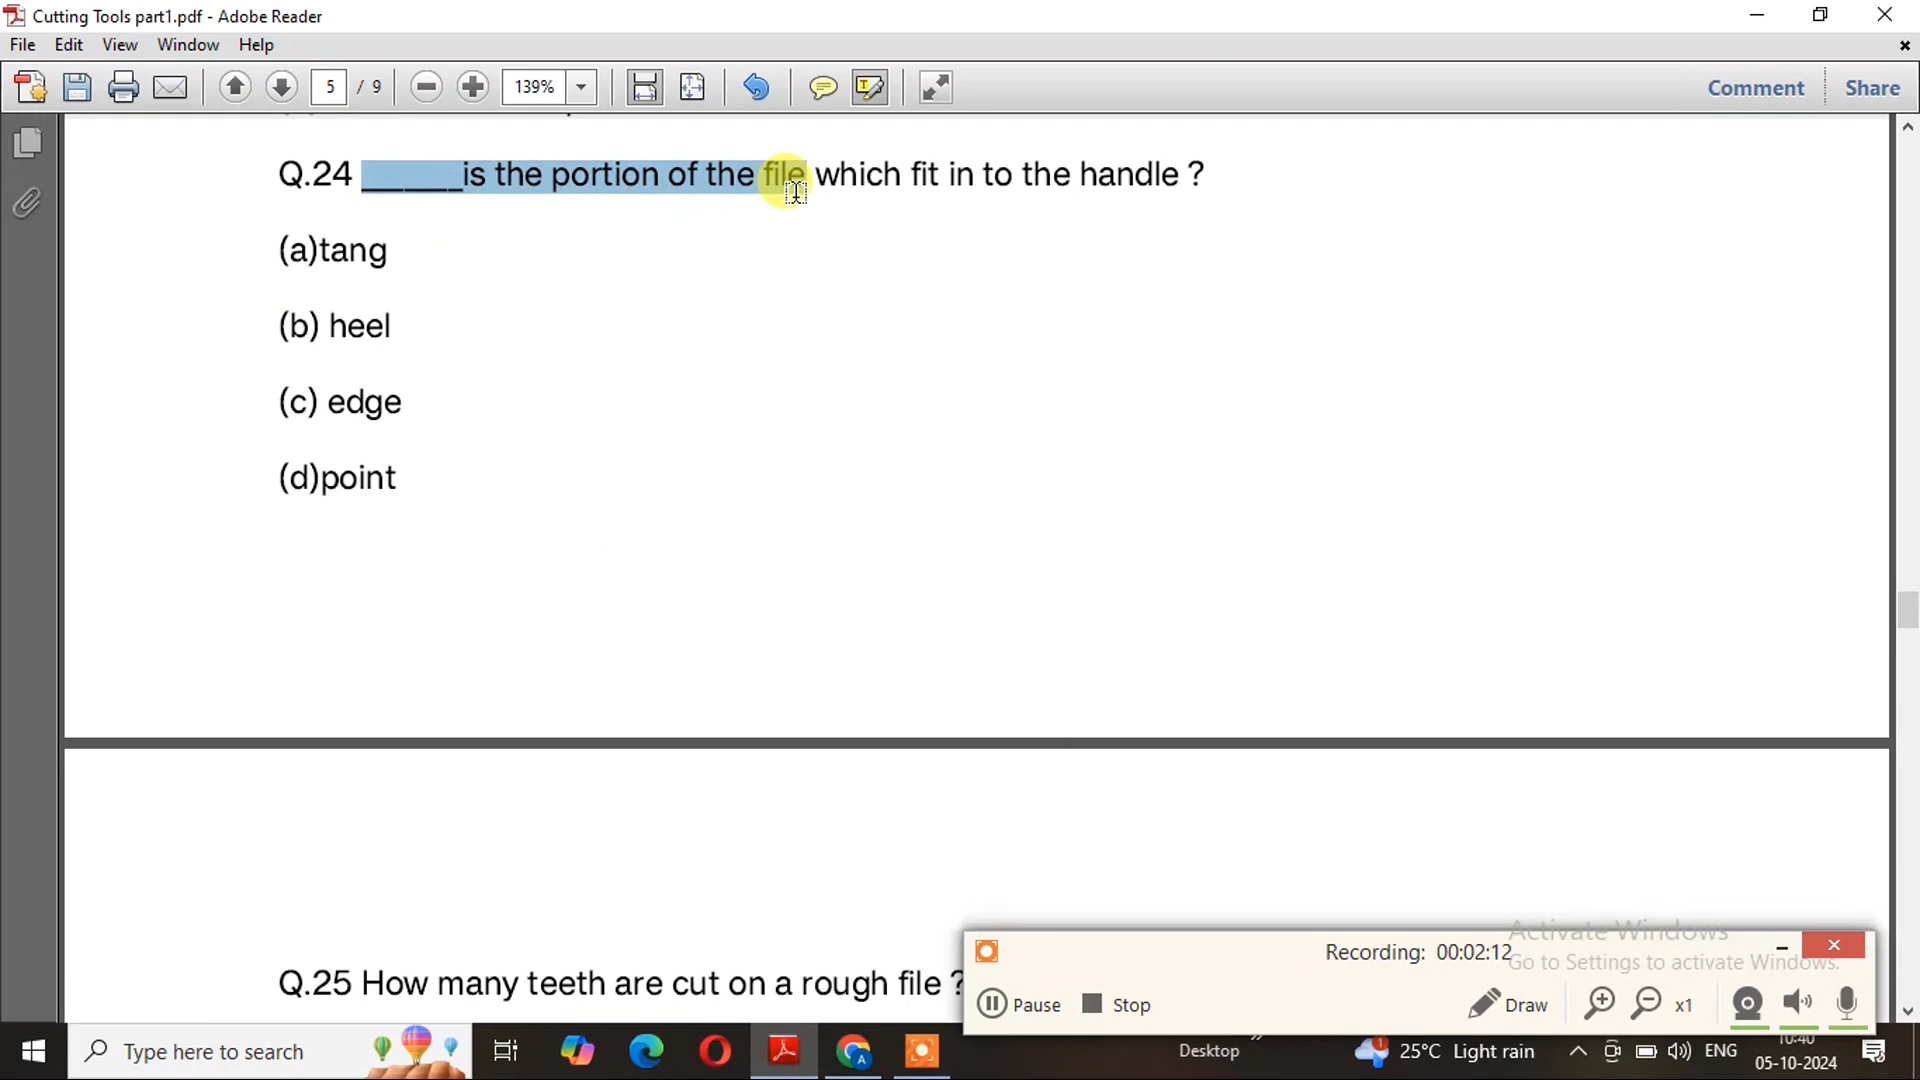 Cutting Tools part1.pdf - Adobe Reader
File Edit View Window Help
5 / 9 139% Comment Share
Q.24 ______is the portion of the file which fit in to the handle ?
(a)tang
(b) heel
(c) edge
(d)point
Q.25 How many teeth are cut on a rough file ?
Activate Windows
Go to Settings to activate Windows.
Recording: 00:02:12
Pause Stop Draw x1
Type here to search
Desktop
25°C Light rain
ENG
10:40
05-10-2024